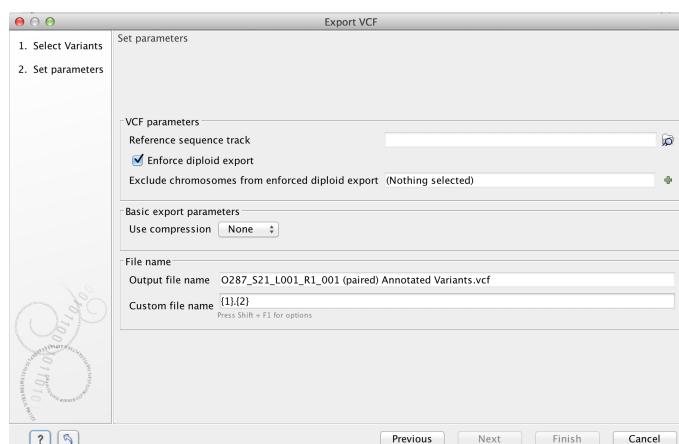 Export VCF
1. Select Variants
2. Set parameters
Set parameters
VCF parameters
Reference sequence track
Enforce diploid export
Exclude chromosomes from enforced diploid export (Nothing selected)
Basic export parameters
Use compression None
File name
Output file name O287_S21_L001_R1_001 (paired) Annotated Variants.vcf
Custom file name {1}.{2}
Press Shift + F1 for options
? Previous Next Finish Cancel